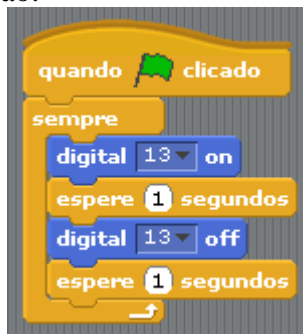 quando clicado
sempre
digital 13 on
espere 1 segundos
digital 13 off
espere 1 segundos